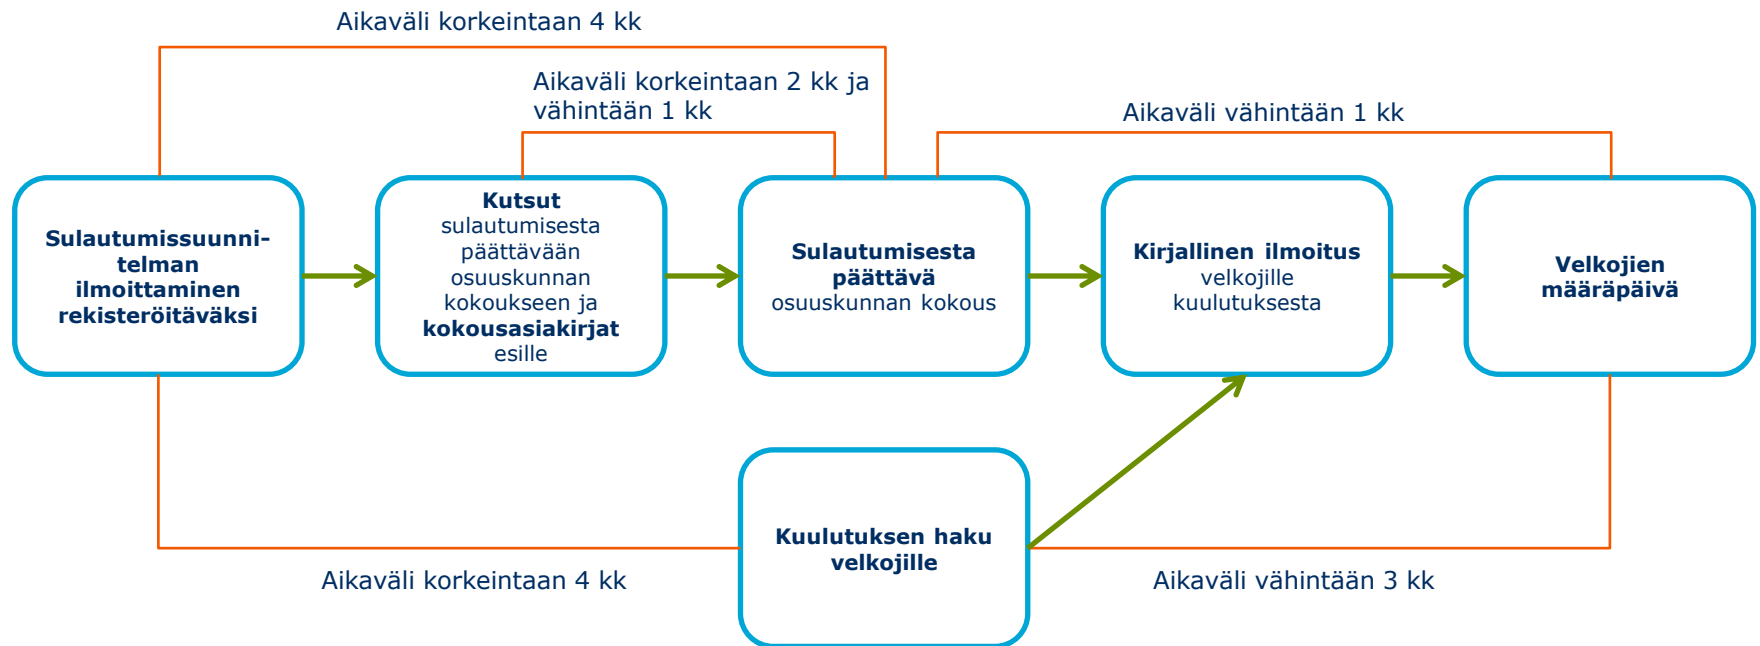 Aikaväli korkeintaan 4 kk
Aikaväli korkeintaan 2 kk ja
vähintään 1 kk
Aikaväli vähintään 1 kk
Sulautumissuunni-
telman
ilmoittaminen
rekisteröitäväksi
Kutsut
sulautumisesta
päättävään
osuuskunnan
kokoukseen ja
kokousasiakirjat
esille
Sulautumisesta
päättävä
osuuskunnan kokous
Kirjallinen ilmoitus
velkojille
kuulutuksesta
Velkojien
määräpäivä
Kuulutuksen haku
velkojille
Aikaväli korkeintaan 4 kk
Aikaväli vähintään 3 kk